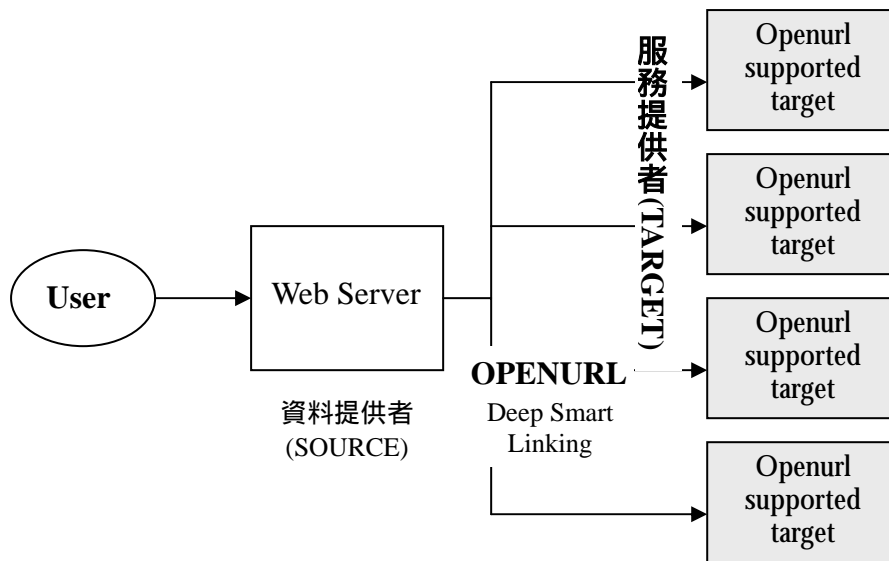 User
Web Server
資料提供者
(SOURCE)
OPENURL
Deep Smart
Linking
服務提供者(TARGET)
Openurl
supported
target
Openurl
supported
target
Openurl
supported
target
Openurl
supported
target